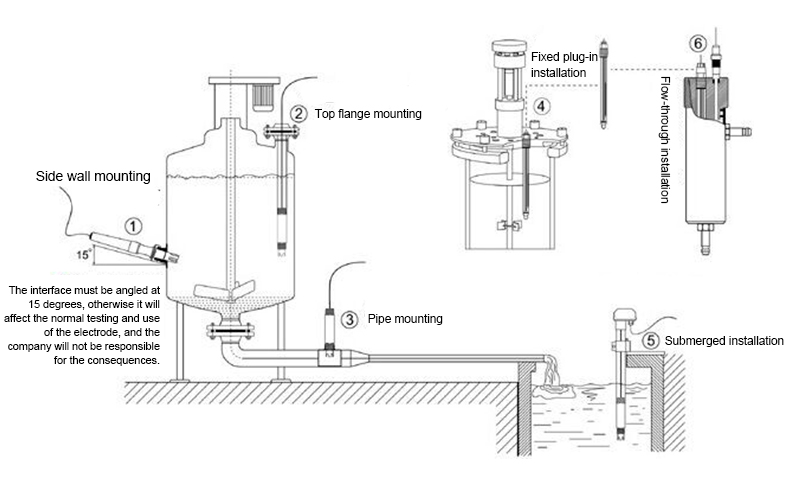 Fixed plug-in
installation
⑥
④
Flow-through installation
② Top flange mounting
Side wall mounting
①
15°
The interface must be angled at
15 degrees, otherwise it will
affect the normal testing and use
of the electrode, and the
company will not be responsible
for the consequences.
③ Pipe mounting
⑤ Submerged installation